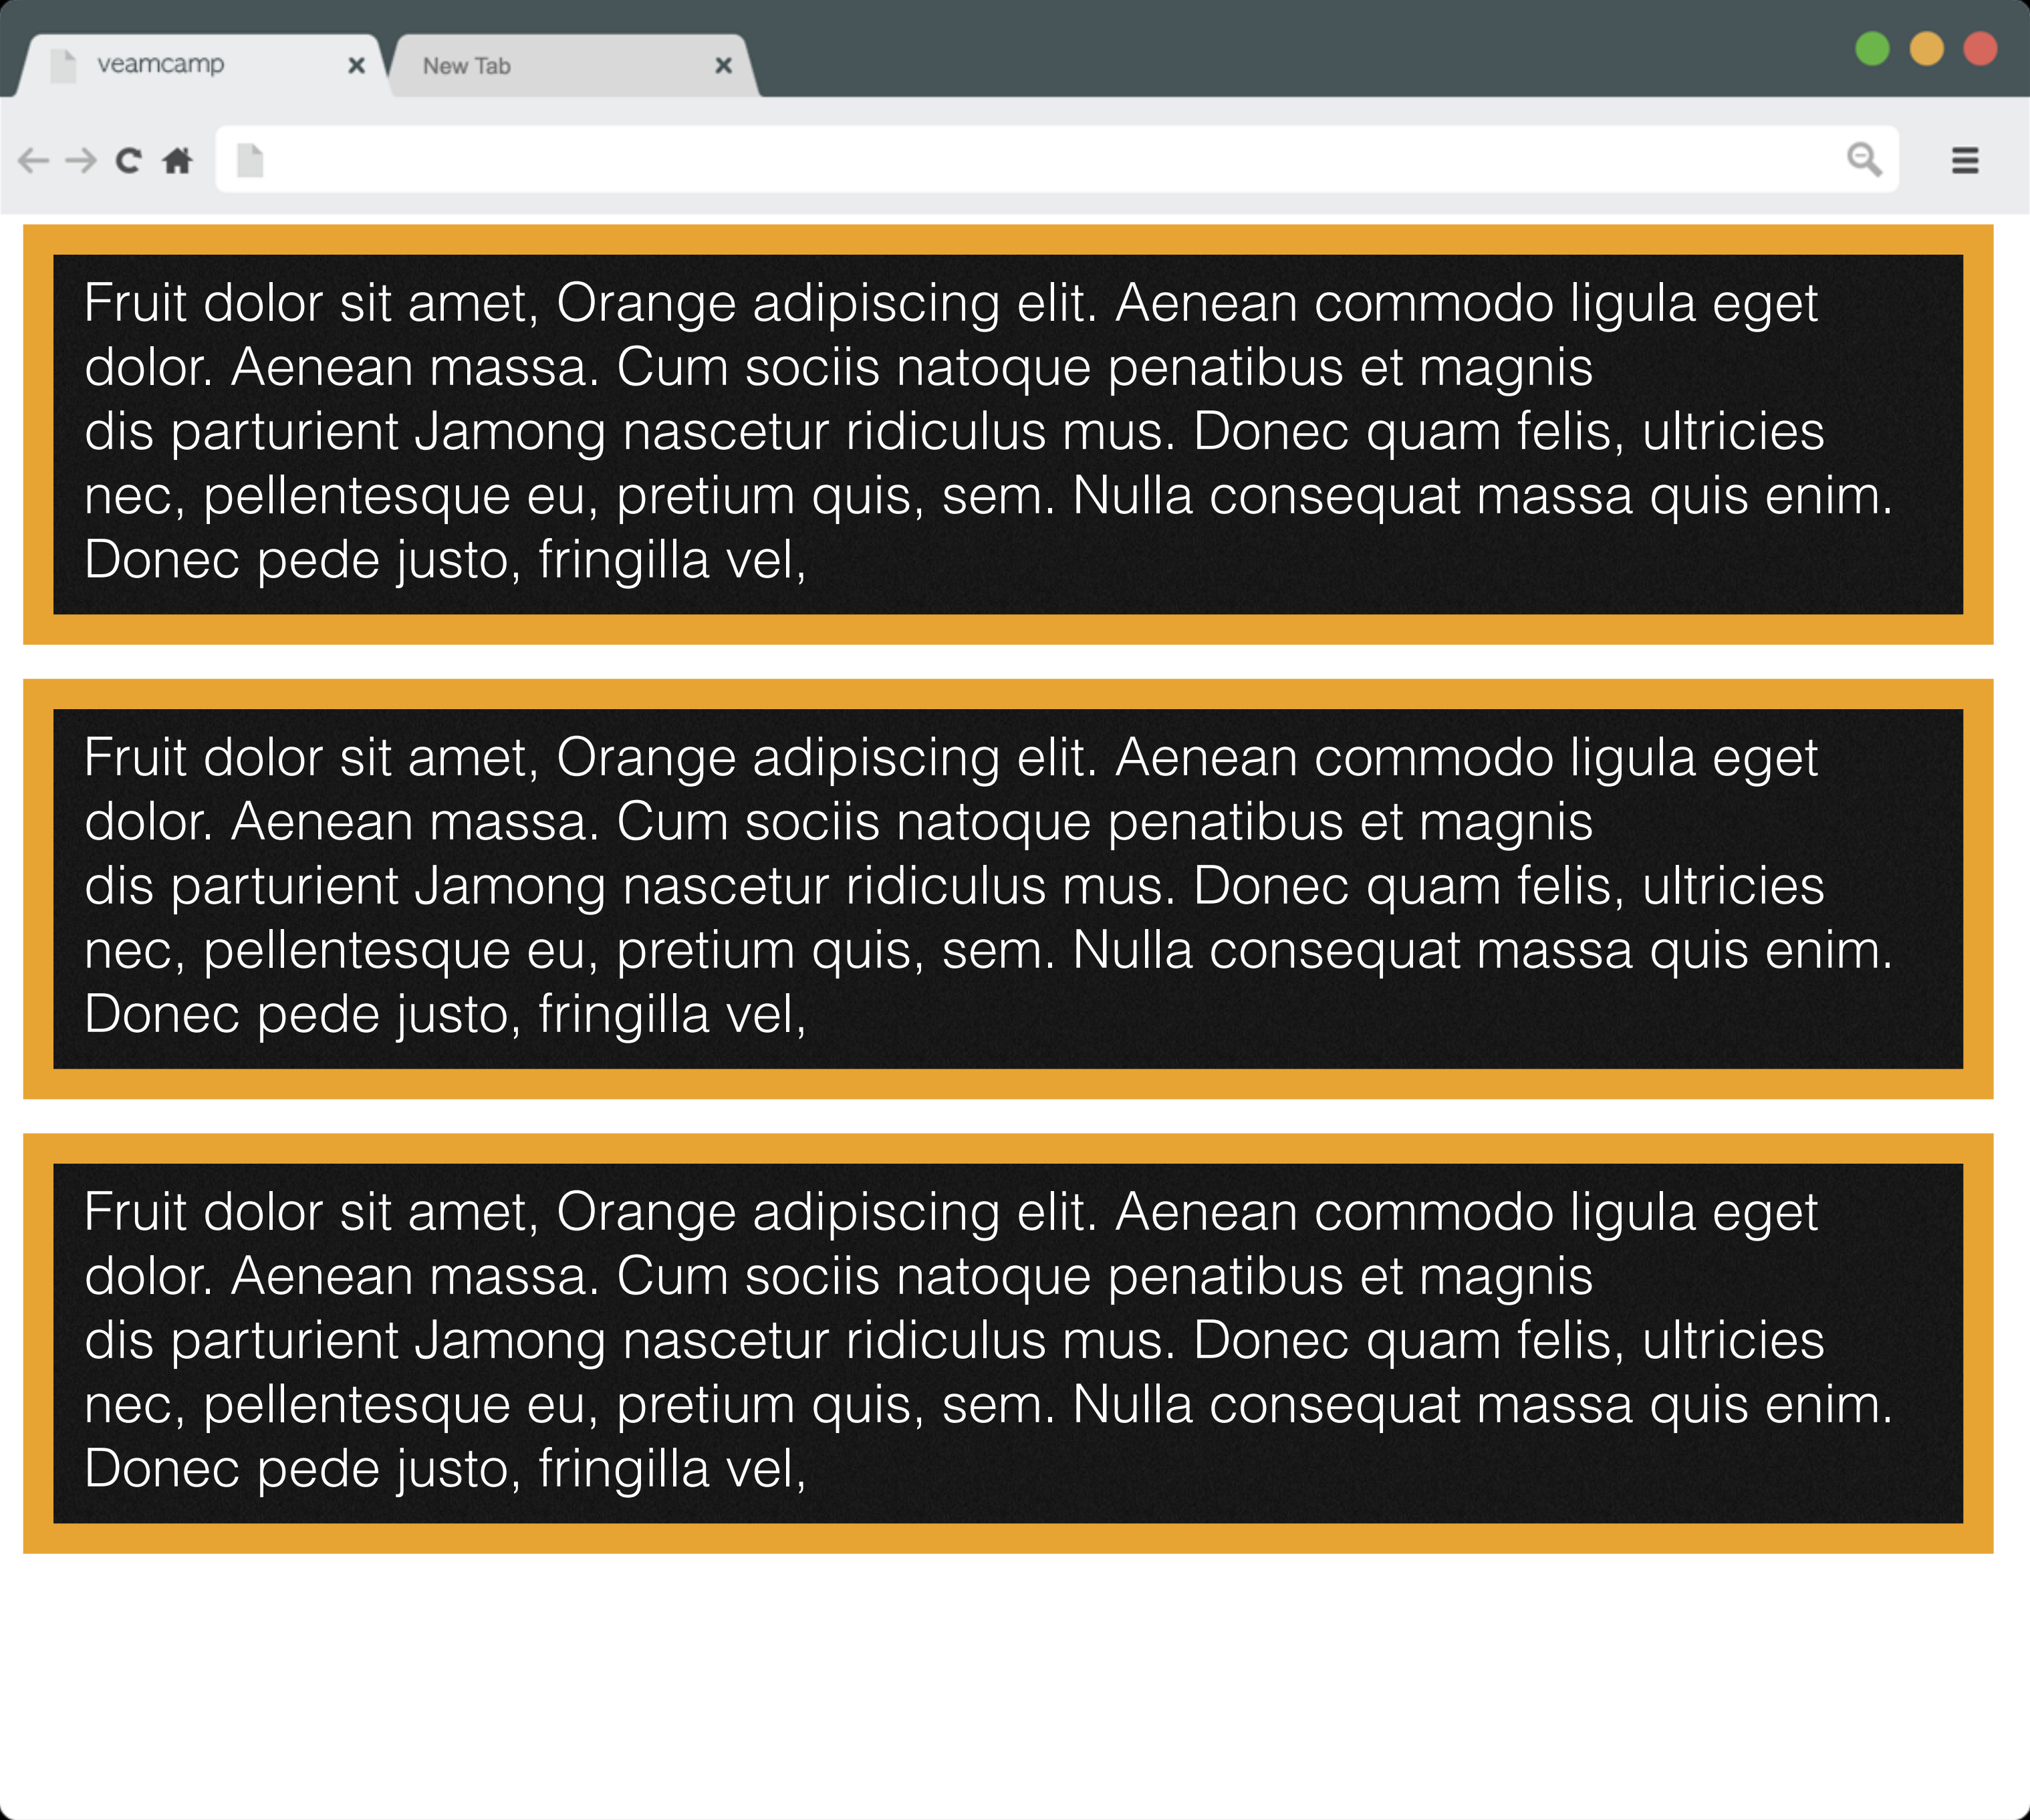 veamcamp
New Tab
Fruit dolor sit amet, Orange adipiscing elit. Aenean commodo ligula eget
dolor. Aenean massa. Cum sociis natoque penatibus et magnis
dis parturient Jamong nascetur ridiculus mus. Donec quam felis, ultricies
nec, pellentesque eu, pretium quis, sem. Nulla consequat massa quis enim.
Donec pede justo, fringilla vel,
Fruit dolor sit amet, Orange adipiscing elit. Aenean commodo ligula eget
dolor. Aenean massa. Cum sociis natoque penatibus et magnis
dis parturient Jamong nascetur ridiculus mus. Donec quam felis, ultricies
nec, pellentesque eu, pretium quis, sem. Nulla consequat massa quis enim.
Donec pede justo, fringilla vel,
Fruit dolor sit amet, Orange adipiscing elit. Aenean commodo ligula eget
dolor. Aenean massa. Cum sociis natoque penatibus et magnis
dis parturient Jamong nascetur ridiculus mus. Donec quam felis, ultricies
nec, pellentesque eu, pretium quis, sem. Nulla consequat massa quis enim.
Donec pede justo, fringilla vel,